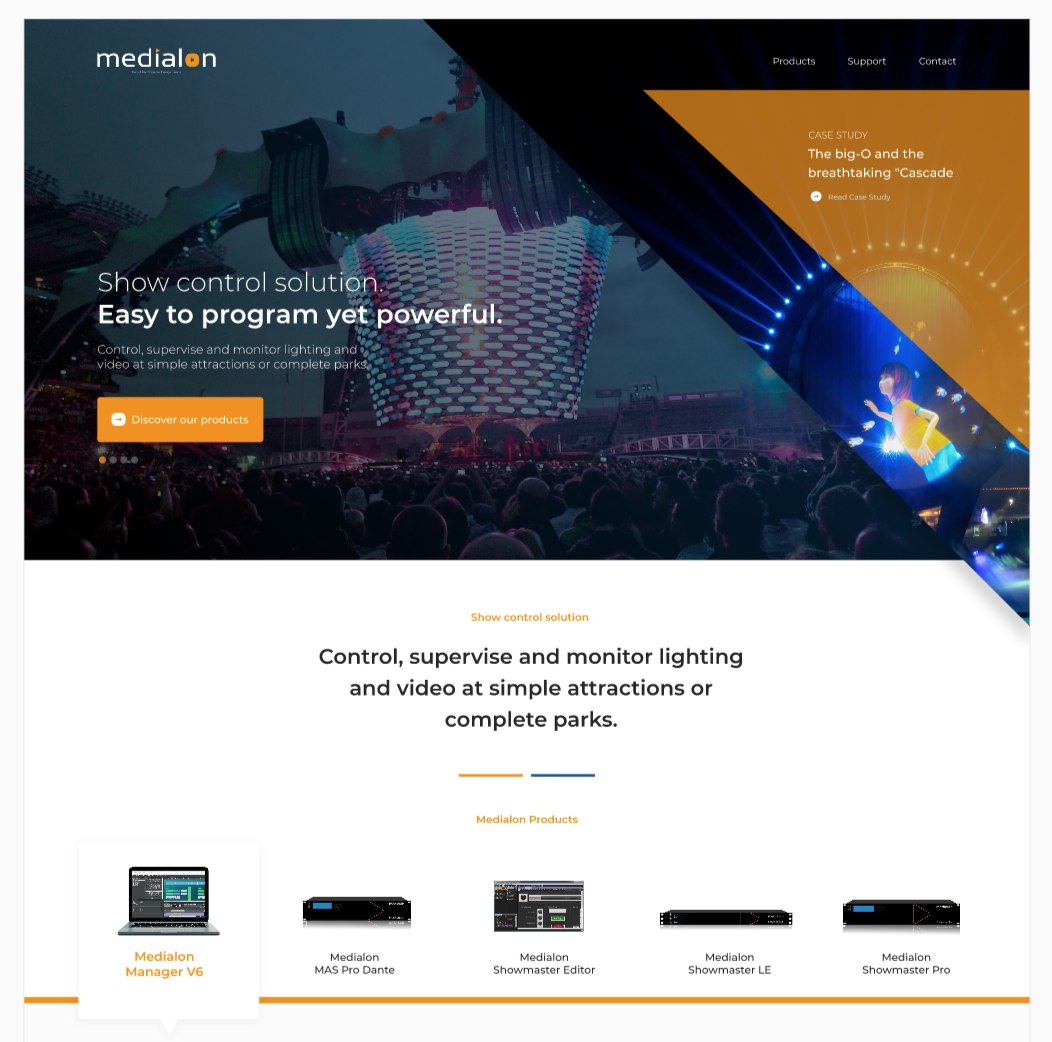 medialon
Products
Support
Contact
CASE STUDY
The big-O and the
breathtaking "Cascade
Read Case Study
Show control solution.
Easy to program yet powerful.
Control, supervise and monitor lighting and
video at simple attractions or complete parks.
Discover our products
Show control solution
Control, supervise and monitor lighting
and video at simple attractions or
complete parks.
Medialon Products
Medialon
Manager V6
Medialon
MAS Pro Dante
Medialon
Showmaster Editor
Medialon
Showmaster LE
Medialon
Showmaster Pro